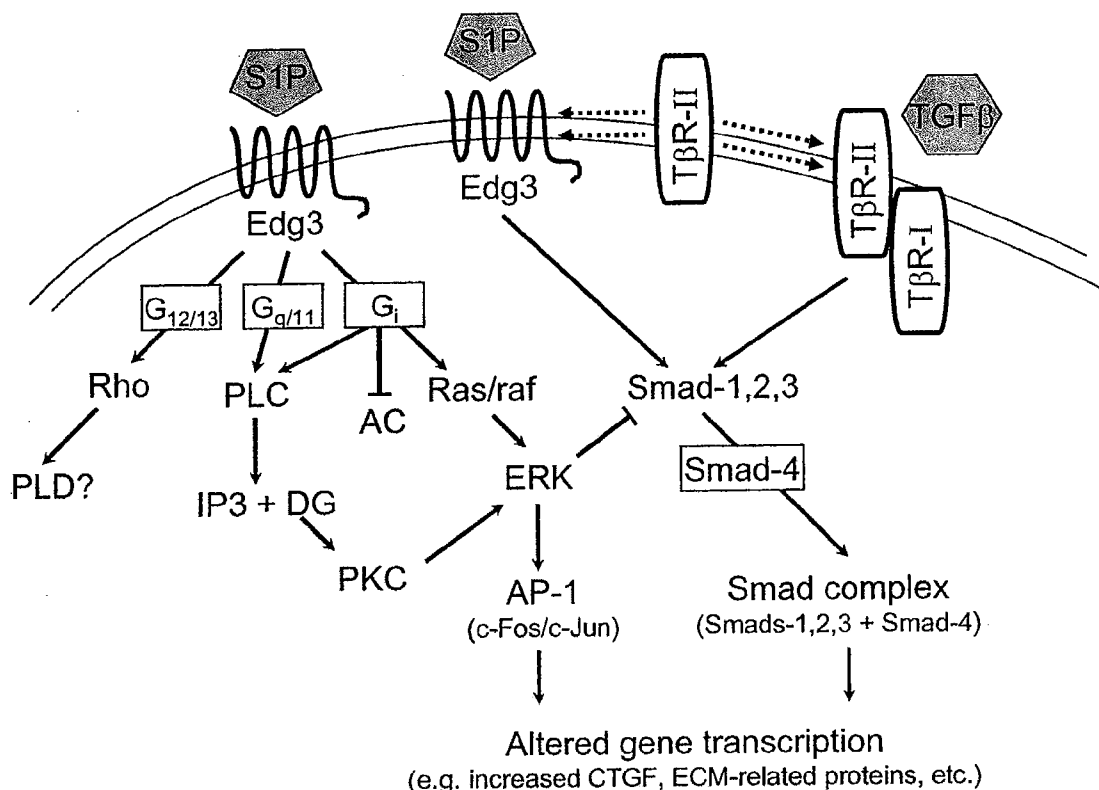 S1P
S1P
TGFβ
TβR-II
TβR-II
TβR-I
Edg3
Edg3
G12/13
Gq/11
Gi
Rho
PLC
AC
Ras/raf
Smad-1,2,3
PLD?
IP3 + DG
ERK
Smad-4
PKC
AP-1
(c-Fos/c-Jun)
Smad complex
(Smads-1,2,3 + Smad-4)
Altered gene transcription
(e.g. increased CTGF, ECM-related proteins, etc.)